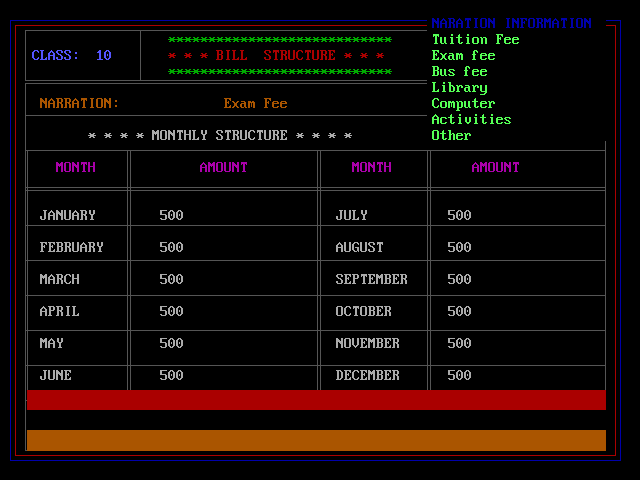 NARATION INFORMATION
Tuition Fee
Exam fee
Bus fee
Library
Computer
Activities
Other
CLASS: 10
****************************
* * * BILL STRUCTURE * * *
****************************
NARRATION: Exam Fee
* * * * MONTHLY STRUCTURE * * * *
MONTH AMOUNT MONTH AMOUNT
JANUARY 500 JULY 500
FEBRUARY 500 AUGUST 500
MARCH 500 SEPTEMBER 500
APRIL 500 OCTOBER 500
MAY 500 NOVEMBER 500
JUNE 500 DECEMBER 500